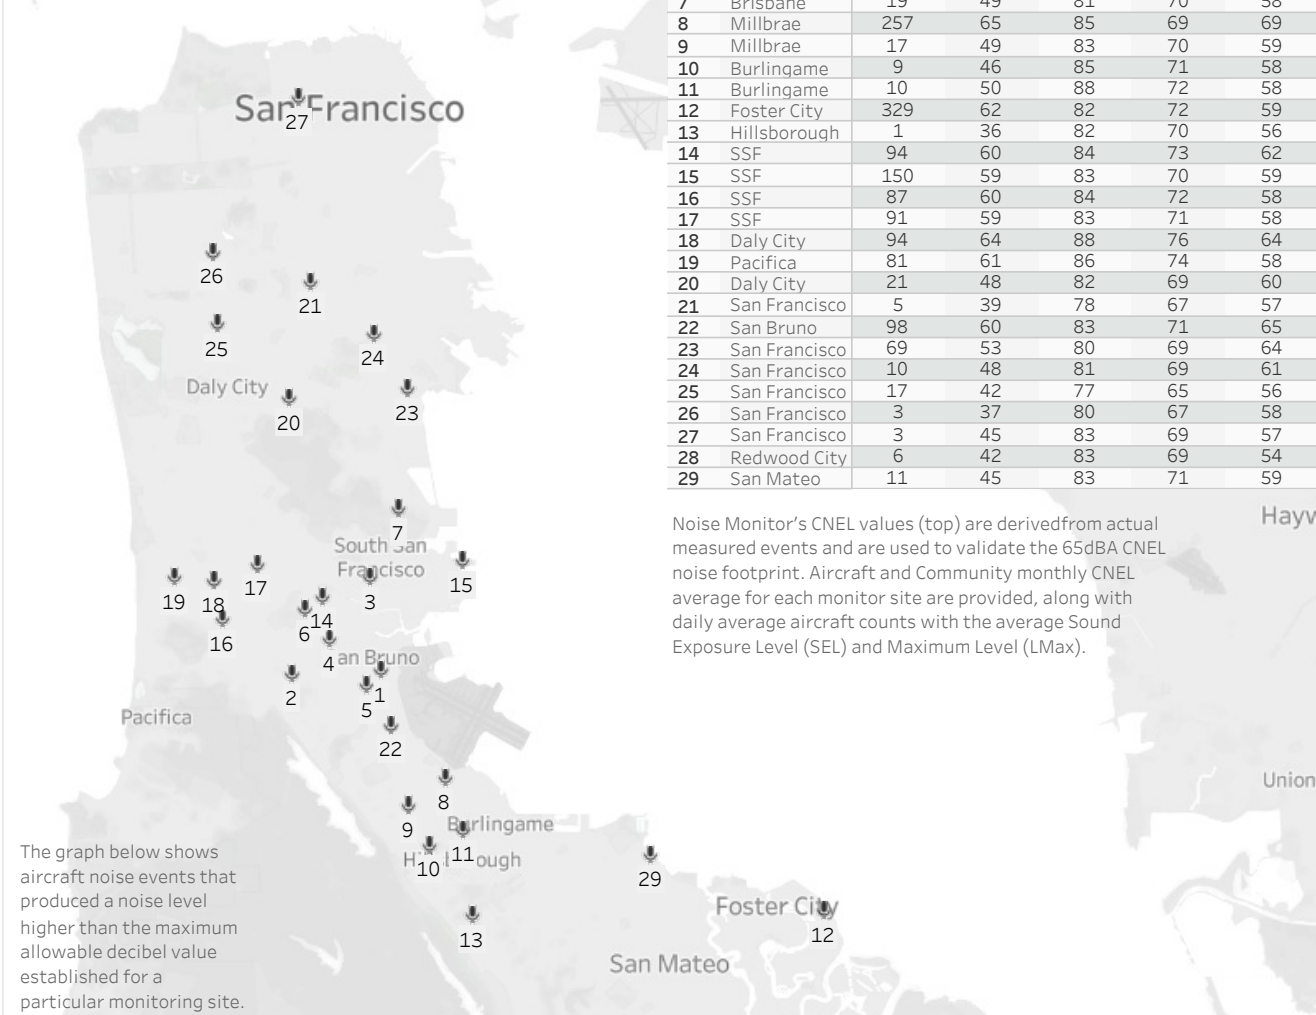 7 Brisbane 19 49 81 70 58
8 Millbrae 257 65 85 69 69
9 Millbrae 17 49 83 70 59
10 Burlingame 9 46 85 71 58
11 Burlingame 10 50 88 72 58
12 Foster City 329 62 82 72 59
13 Hillsborough 1 36 82 70 56
14 SSF 94 60 84 73 62
15 SSF 150 59 83 70 59
16 SSF 87 60 84 72 58
17 SSF 91 59 83 71 58
18 Daly City 94 64 88 76 64
19 Pacifica 81 61 86 74 58
20 Daly City 21 48 82 69 60
21 San Francisco 5 39 78 67 57
22 San Bruno 98 60 83 71 65
23 San Francisco 69 53 80 69 64
24 San Francisco 10 48 81 69 61
25 San Francisco 17 42 77 65 56
26 San Francisco 3 37 80 67 58
27 San Francisco 3 45 83 69 57
28 Redwood City 6 42 83 69 54
29 San Mateo 11 45 83 71 59
Noise Monitor's CNEL values (top) are derivedfrom actual
measured events and are used to validate the 65dBA CNEL
noise footprint. Aircraft and Community monthly CNEL
average for each monitor site are provided, along with
daily average aircraft counts with the average Sound
Exposure Level (SEL) and Maximum Level (LMax).
San Francisco
27
26
21
25
24
Daly City
20
23
7
South San
Francisco
15
17
19
18
3
14
6
16
4
an Bruno
2
1
5
Pacifica
22
8
9
Burlingame
11
10
29
Foster City
12
13
San Mateo
Hayw
Union
The graph below shows
aircraft noise events that
produced a noise level
higher than the maximum
allowable decibel value
established for a
particular monitoring site.